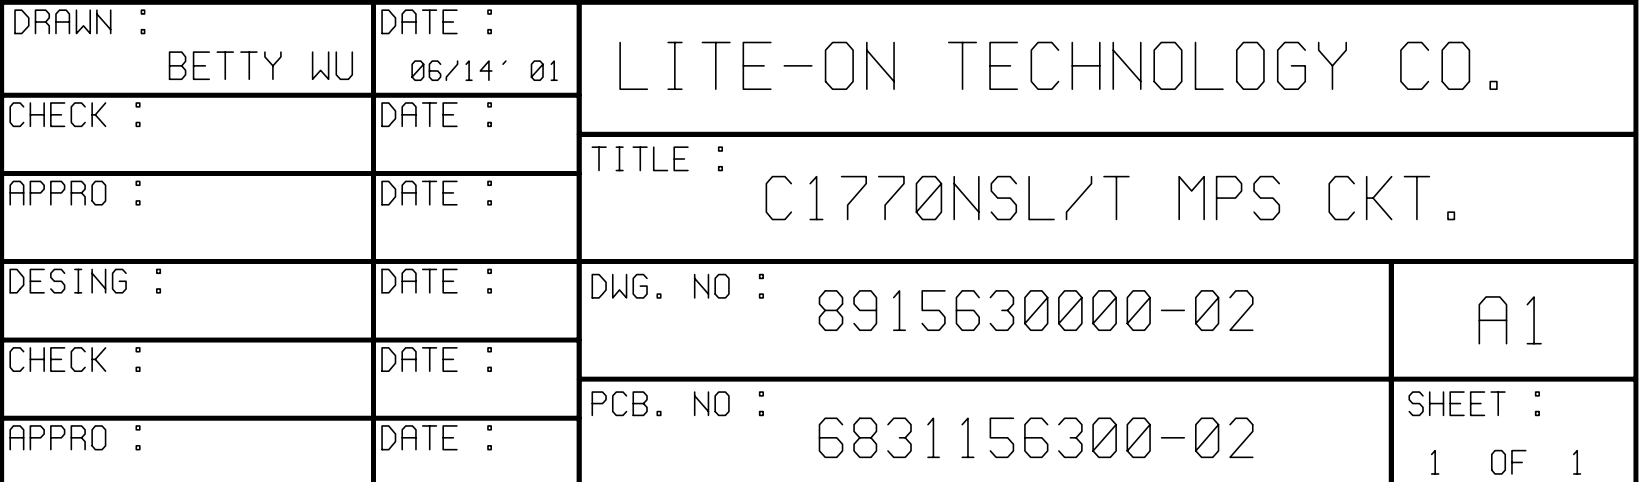 DRAWN :
BETTY WU
DATE :
06/14´ 01
LITE-ON TECHNOLOGY CO.
CHECK :
DATE :
TITLE :
C1770NSL/T MPS CKT.
APPRO :
DATE :
DESING :
DATE :
DWG. NO :
8915630000-02
A1
CHECK :
DATE :
PCB. NO :
6831156300-02
SHEET :
1 OF 1
APPRO :
DATE :